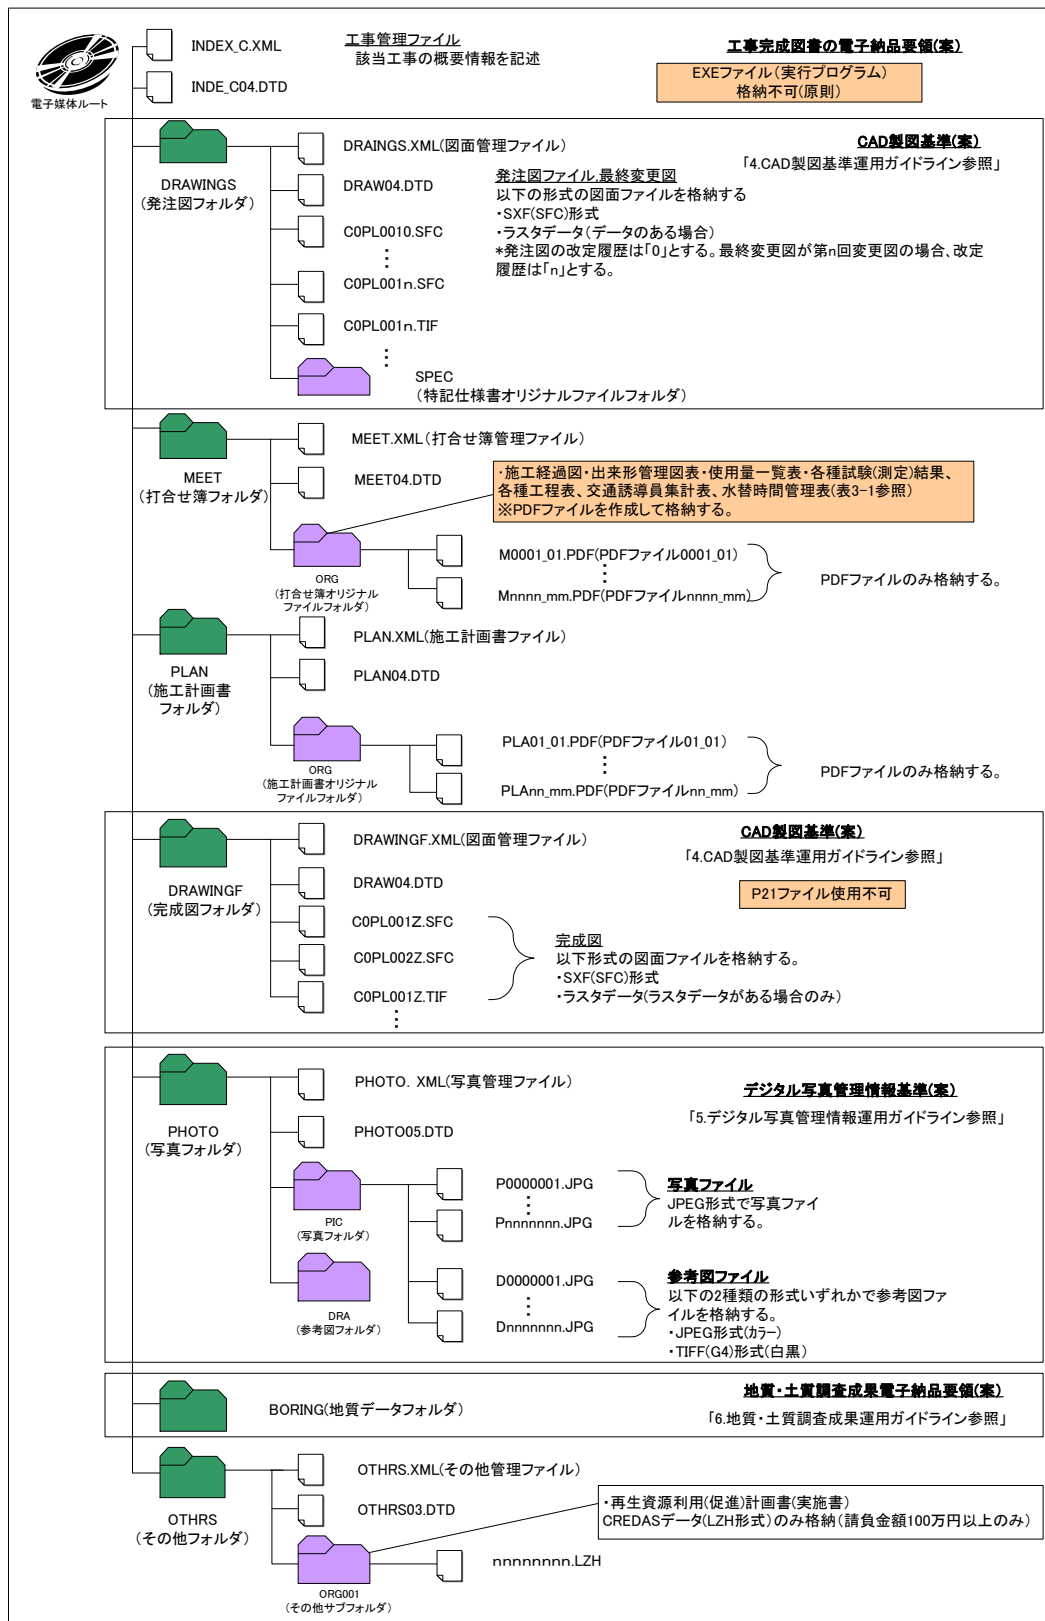 INDEX_C.XML
工事管理ファイル
該当工事の概要情報を記述
工事完成図書の電子納品要領(案)
EXEファイル(実行プログラム)
格納不可(原則)
INDE_C04.DTD
電子媒体ルート
DRAINGS.XML(図面管理ファイル)
CAD製図基準(案)
「4.CAD製図基準運用ガイドライン参照」
DRAWINGS
(発注図フォルダ)
DRAW04.DTD
発注図ファイル,最終変更図
以下の形式の図面ファイルを格納する
・SXF(SFC)形式
・ラスタデータ(データのある場合)
*発注図の改定履歴は「0」とする。最終変更図が第n回変更図の場合、改定
履歴は「n」とする。
C0PL0010.SFC
⋮
C0PL001n.SFC
C0PL001n.TIF
⋮
SPEC
(特記仕様書オリジナルファイルフォルダ)
MEET
(打合せ簿フォルダ)
MEET.XML(打合せ簿管理ファイル)
MEET04.DTD
・施工経過図・出来形管理図表・使用量一覧表・各種試験(測定)結果、
各種工程表、交通誘導員集計表、水替時間管理表(表3-1参照)
※PDFファイルを作成して格納する。
ORG
(打合せ簿オリジナル
ファイルフォルダ)
M0001_01.PDF(PDFファイル0001_01)
⋮
Mnnnn_mm.PDF(PDFファイルnnnn_mm)
PDFファイルのみ格納する。
PLAN
(施工計画書
フォルダ)
PLAN.XML(施工計画書ファイル)
PLAN04.DTD
ORG
(施工計画書オリジナル
ファイルフォルダ)
PLA01_01.PDF(PDFファイル01_01)
⋮
PLAnn_mm.PDF(PDFファイルnn_mm)
PDFファイルのみ格納する。
DRAWINGF
(完成図フォルダ)
DRAWINGF.XML(図面管理ファイル)
CAD製図基準(案)
「4.CAD製図基準運用ガイドライン参照」
P21ファイル使用不可
DRAW04.DTD
C0PL001Z.SFC
C0PL002Z.SFC
C0PL001Z.TIF
⋮
完成図
以下形式の図面ファイルを格納する。
・SXF(SFC)形式
・ラスタデータ(ラスタデータがある場合のみ)
PHOTO
(写真フォルダ)
PHOTO. XML(写真管理ファイル)
デジタル写真管理情報基準(案)
「5.デジタル写真管理情報運用ガイドライン参照」
PHOTO05.DTD
PIC
(写真フォルダ)
P0000001.JPG
⋮
Pnnnnnnn.JPG
写真ファイル
JPEG形式で写真ファイ
ルを格納する。
DRA
(参考図フォルダ)
D0000001.JPG
⋮
Dnnnnnnn.JPG
参考図ファイル
以下の2種類の形式いずれかで参考図ファ
イルを格納する。
・JPEG形式(ｶﾗｰ)
・TIFF(G4)形式(白黒)
BORING(地質データフォルダ)
地質・土質調査成果電子納品要領(案)
「6.地質・土質調査成果運用ガイドライン参照」
OTHRS
(その他フォルダ)
OTHRS.XML(その他管理ファイル)
OTHRS03.DTD
・再生資源利用(促進)計画書(実施書)
CREDASデータ(LZH形式)のみ格納(請負金額100万円以上のみ)
ORG001
(その他サブフォルダ)
nnnnnnnn.LZH